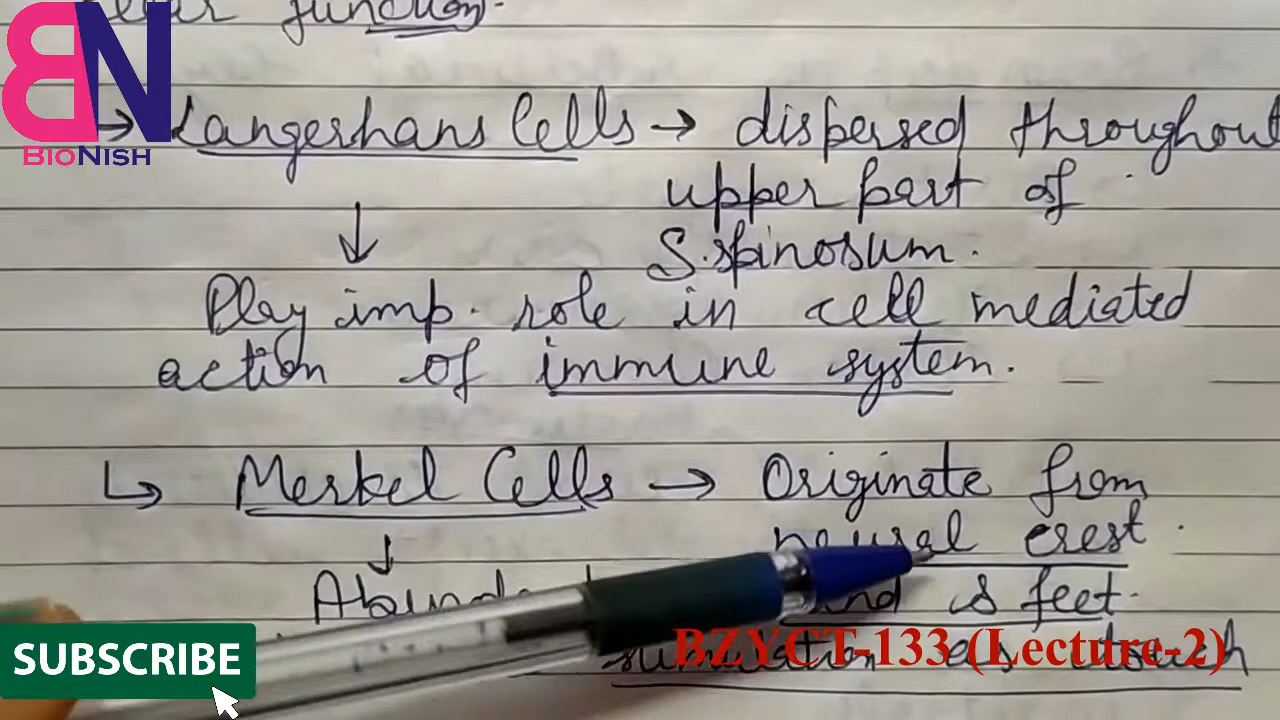 function.
BN
BIONISH
→ Langerhans Cells → dispersed throughout
upper part of
S.spinosum.
↓
Play imp. role in cell mediated
action of immune system.
↳ Merkel Cells → Originate from
neural crest.
↓
feet.
SUBSCRIBE
BZYCT-133 (Lecture-2)